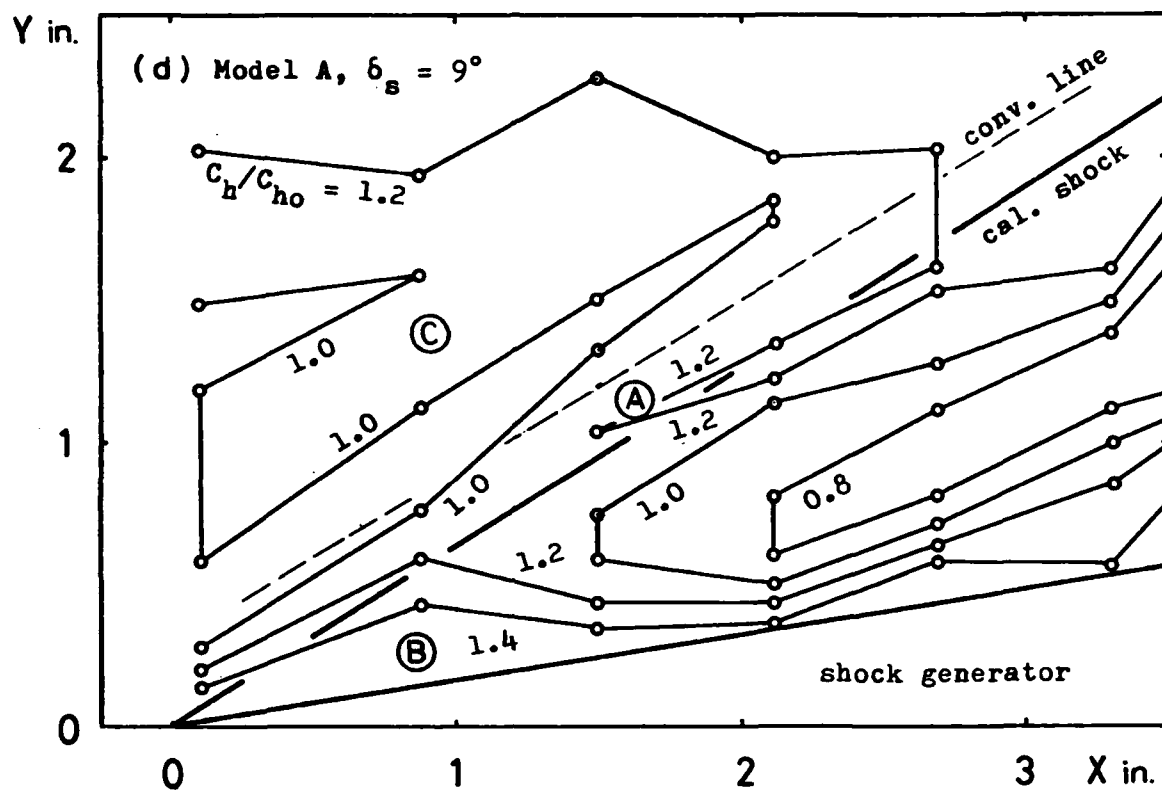 Y in.
(d) Model A, δs = 9°
conv. line
2
Ch/Cho = 1.2
cal. shock
1.0
C
1.2
A
1.0
1.2
1
1.0
1.0
0.8
1.2
B
1.4
shock generator
0
0
1
2
3
X in.